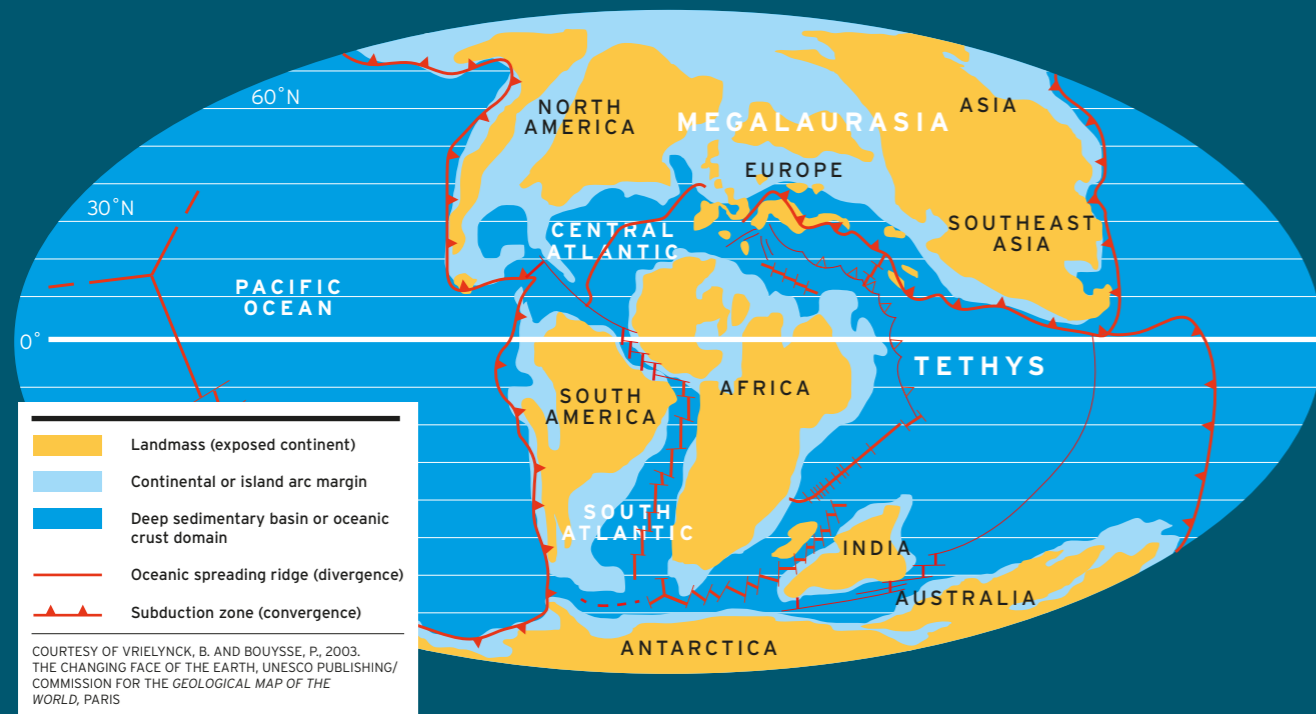 60˚N
NORTH
AMERICA
MEGALAURASIA
ASIA
EUROPE
30˚N
CENTRAL
ATLANTIC
SOUTHEAST
ASIA
PACIFIC
OCEAN
0˚
TETHYS
SOUTH
AMERICA
AFRICA
SOUTH
ATLANTIC
INDIA
AUSTRALIA
ANTARCTICA
Landmass (exposed continent)
Continental or island arc margin
Deep sedimentary basin or oceanic
crust domain
Oceanic spreading ridge (divergence)
Subduction zone (convergence)
COURTESY OF VRIELYNCK, B. AND BOUYSSE, P., 2003.
THE CHANGING FACE OF THE EARTH, UNESCO PUBLISHING/
COMMISSION FOR THE GEOLOGICAL MAP OF THE
WORLD, PARIS